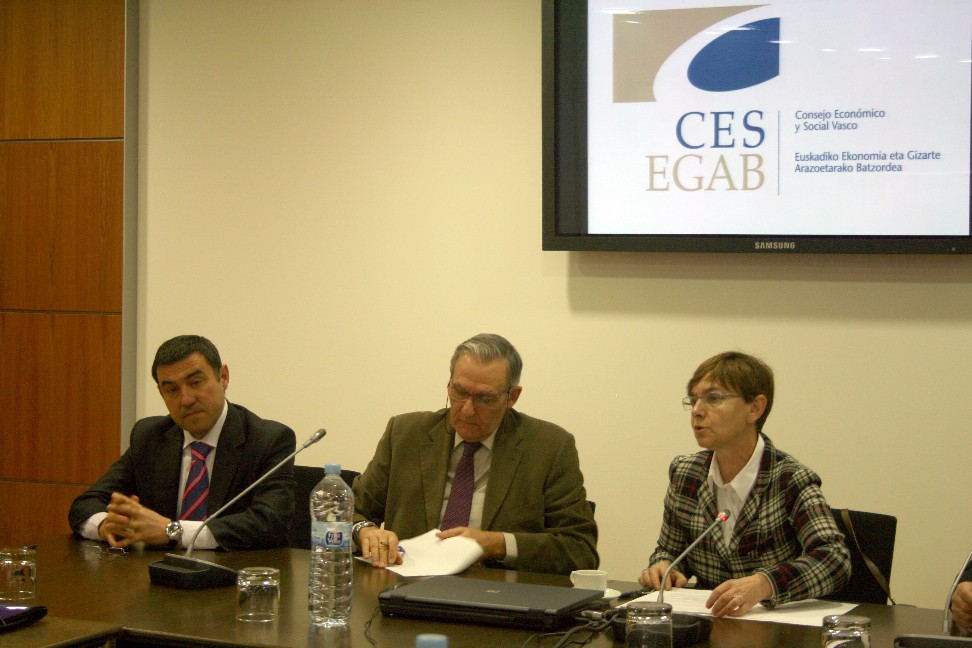 CES
EGAB
Consejo Económico
y Social Vasco
Euskadiko Ekonomia eta Gizarte
Arazoetarako Batzordea
SAMSUNG